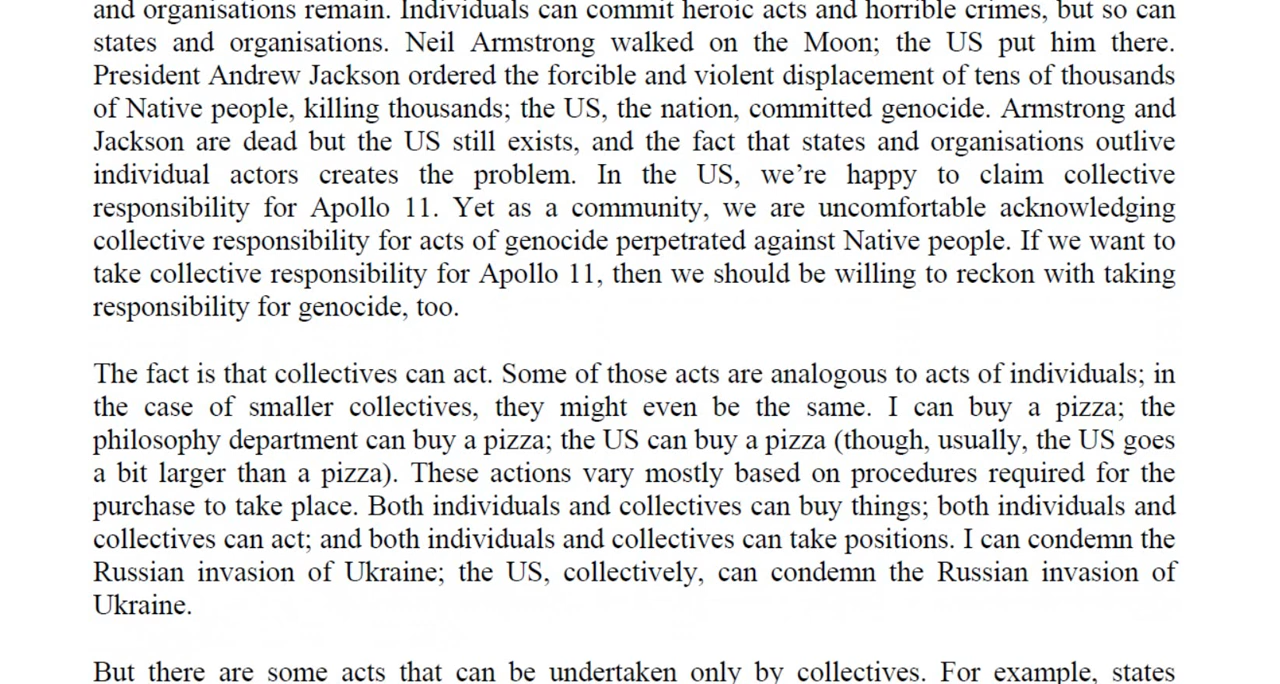 and organisations remain. Individuals can commit heroic acts and horrible crimes, but so can
states and organisations. Neil Armstrong walked on the Moon; the US put him there.
President Andrew Jackson ordered the forcible and violent displacement of tens of thousands
of Native people, killing thousands; the US, the nation, committed genocide. Armstrong and
Jackson are dead but the US still exists, and the fact that states and organisations outlive
individual actors creates the problem. In the US, we’re happy to claim collective
responsibility for Apollo 11. Yet as a community, we are uncomfortable acknowledging
collective responsibility for acts of genocide perpetrated against Native people. If we want to
take collective responsibility for Apollo 11, then we should be willing to reckon with taking
responsibility for genocide, too.
The fact is that collectives can act. Some of those acts are analogous to acts of individuals; in
the case of smaller collectives, they might even be the same. I can buy a pizza; the
philosophy department can buy a pizza; the US can buy a pizza (though, usually, the US goes
a bit larger than a pizza). These actions vary mostly based on procedures required for the
purchase to take place. Both individuals and collectives can buy things; both individuals and
collectives can act; and both individuals and collectives can take positions. I can condemn the
Russian invasion of Ukraine; the US, collectively, can condemn the Russian invasion of
Ukraine.
But there are some acts that can be undertaken only by collectives. For example, states